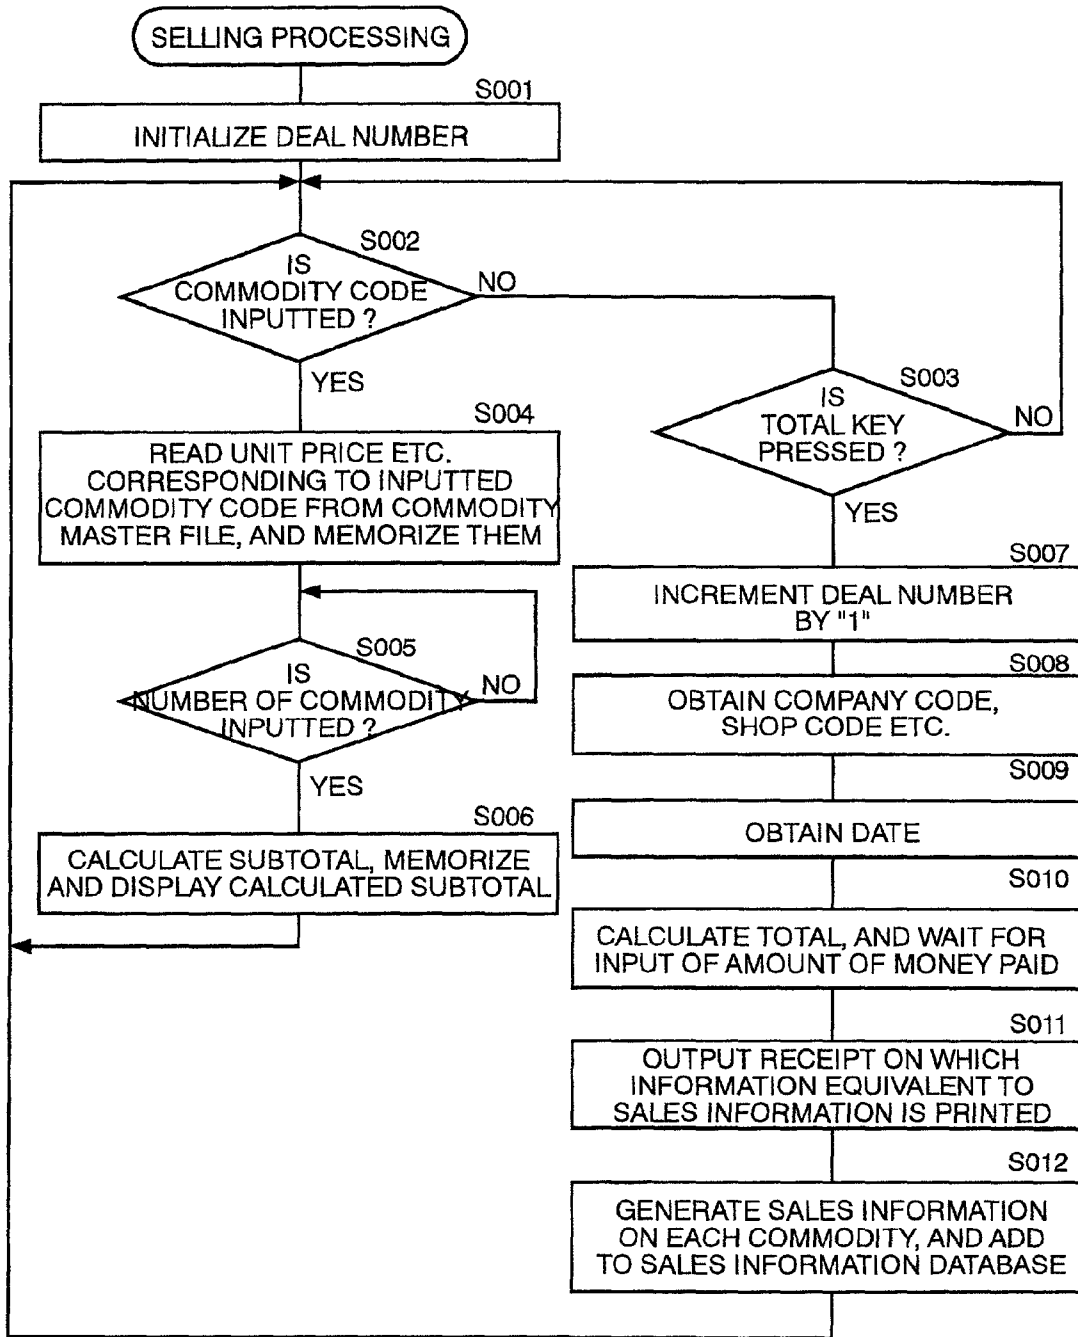 SELLING PROCESSING
S001
INITIALIZE DEAL NUMBER
S002
IS
COMMODITY CODE
INPUTTED ?
NO
YES
S003
IS
TOTAL KEY
PRESSED ?
NO
YES
S004
READ UNIT PRICE ETC.
CORRESPONDING TO INPUTTED
COMMODITY CODE FROM COMMODITY
MASTER FILE, AND MEMORIZE THEM
S005
IS
NUMBER OF COMMODITY
INPUTTED ?
NO
YES
S006
CALCULATE SUBTOTAL, MEMORIZE
AND DISPLAY CALCULATED SUBTOTAL
S007
INCREMENT DEAL NUMBER
BY "1"
S008
OBTAIN COMPANY CODE,
SHOP CODE ETC.
S009
OBTAIN DATE
S010
CALCULATE TOTAL, AND WAIT FOR
INPUT OF AMOUNT OF MONEY PAID
S011
OUTPUT RECEIPT ON WHICH
INFORMATION EQUIVALENT TO
SALES INFORMATION IS PRINTED
S012
GENERATE SALES INFORMATION
ON EACH COMMODITY, AND ADD
TO SALES INFORMATION DATABASE